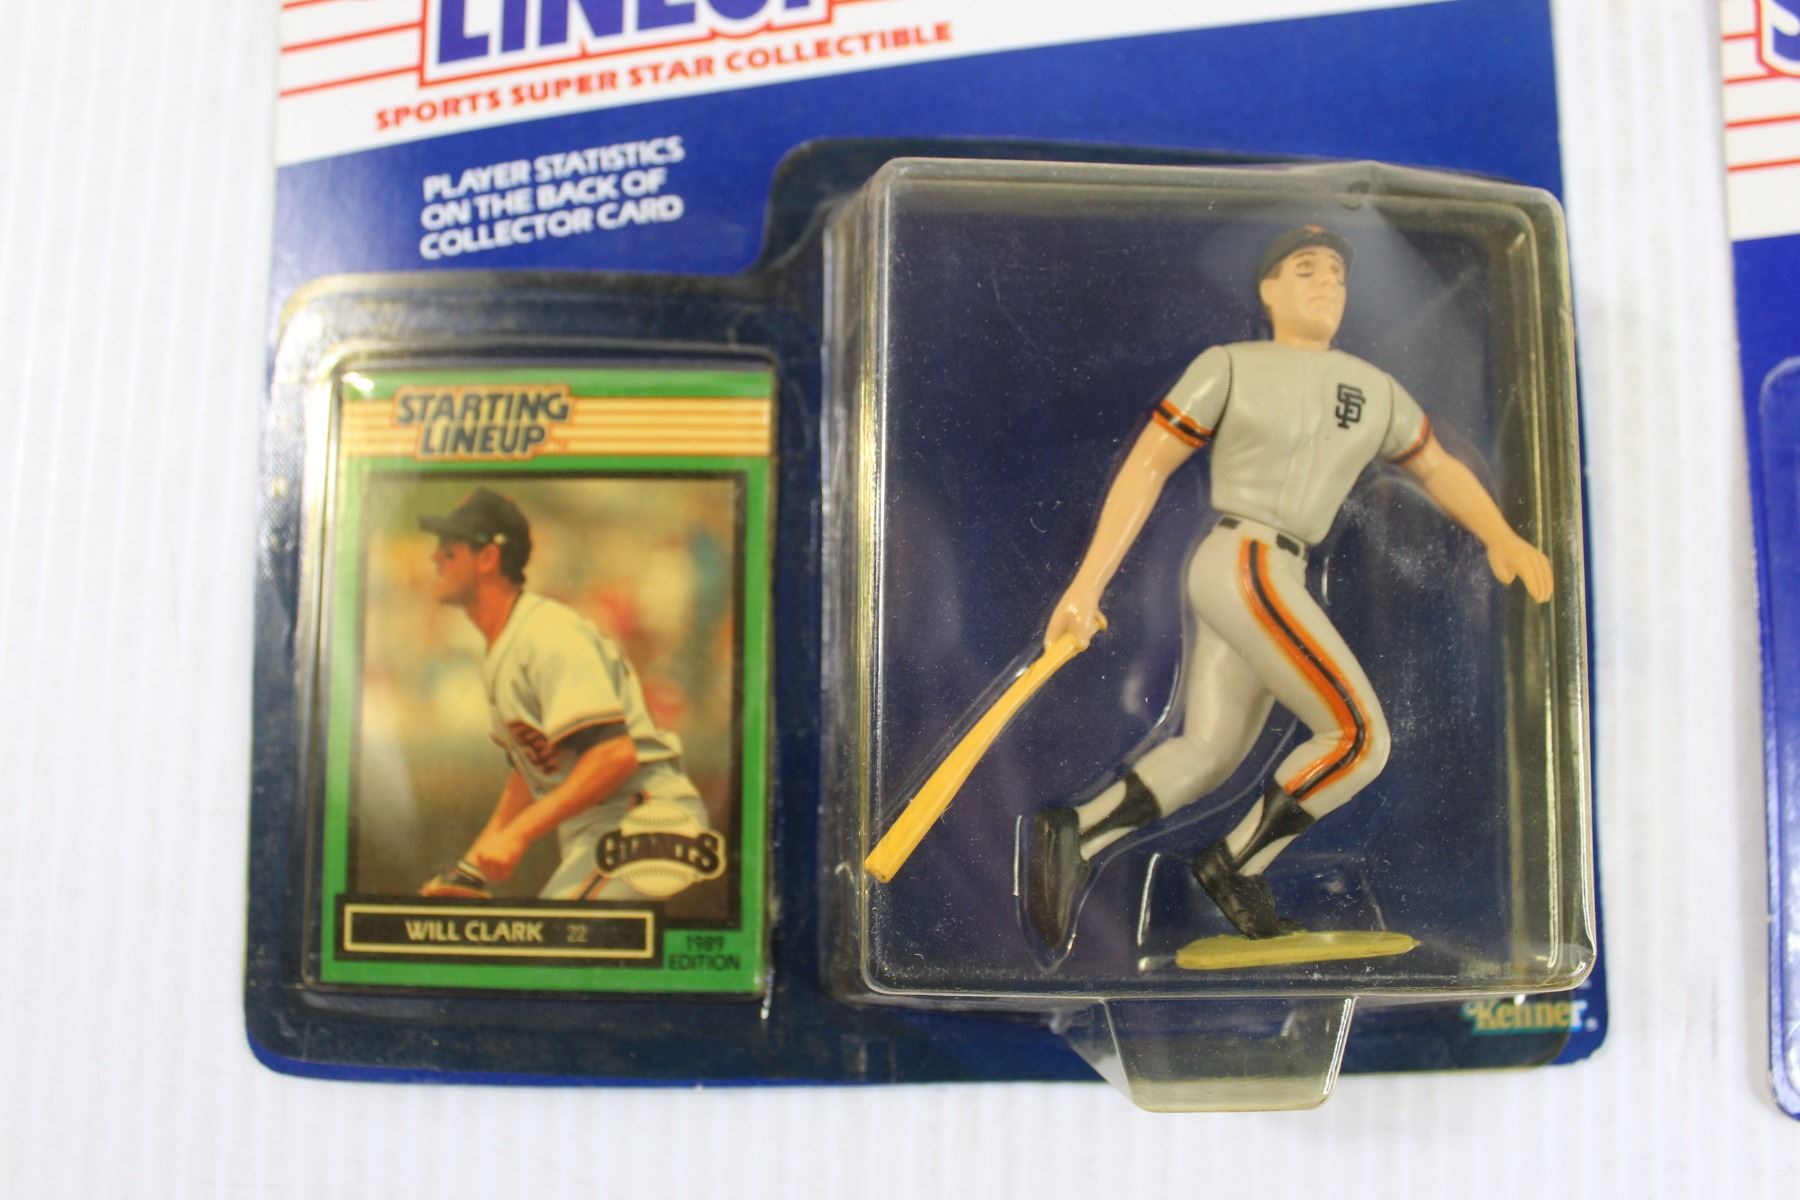 LINEUP
SPORTS SUPER STAR COLLECTIBLE
PLAYER STATISTICS
ON THE BACK OF
COLLECTOR CARD
STARTING
LINEUP
GIANTS
WILL CLARK 22
1989
EDITION
SF
Kenner®